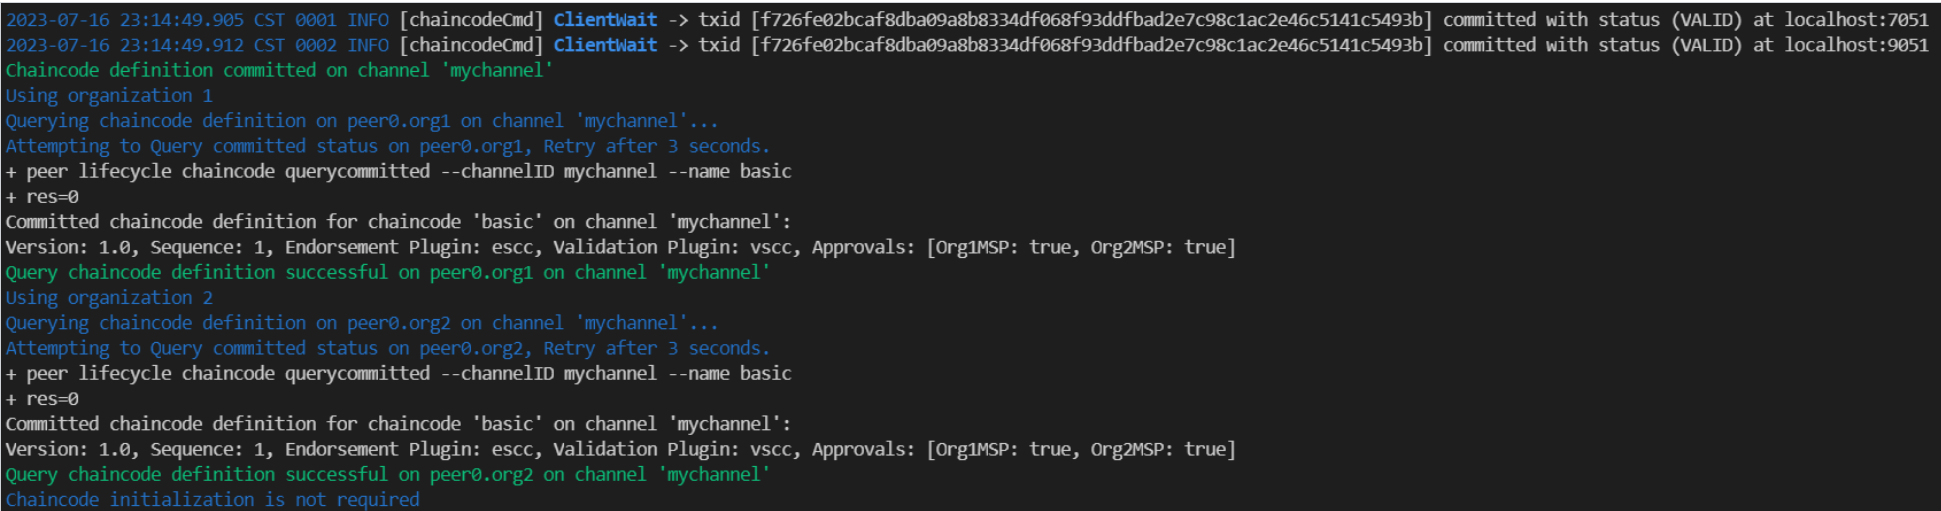 2023-07-16 23:14:49.905 CST 0001 INFO [chaincodeCmd] ClientWait -> txid [f726fe02bcaf8dba09a8b8334df068f93ddfbad2e7c98c1ac2e46c5141c5493b] committed with status (VALID) at localhost:7051
2023-07-16 23:14:49.912 CST 0002 INFO [chaincodeCmd] ClientWait -> txid [f726fe02bcaf8dba09a8b8334df068f93ddfbad2e7c98c1ac2e46c5141c5493b] committed with status (VALID) at localhost:9051
Chaincode definition committed on channel 'mychannel'
Using organization 1
Querying chaincode definition on peer0.org1 on channel 'mychannel'...
Attempting to Query committed status on peer0.org1, Retry after 3 seconds.
+ peer lifecycle chaincode querycommitted --channelID mychannel --name basic
+ res=0
Committed chaincode definition for chaincode 'basic' on channel 'mychannel':
Version: 1.0, Sequence: 1, Endorsement Plugin: escc, Validation Plugin: vscc, Approvals: [Org1MSP: true, Org2MSP: true]
Query chaincode definition successful on peer0.org1 on channel 'mychannel'
Using organization 2
Querying chaincode definition on peer0.org2 on channel 'mychannel'...
Attempting to Query committed status on peer0.org2, Retry after 3 seconds.
+ peer lifecycle chaincode querycommitted --channelID mychannel --name basic
+ res=0
Committed chaincode definition for chaincode 'basic' on channel 'mychannel':
Version: 1.0, Sequence: 1, Endorsement Plugin: escc, Validation Plugin: vscc, Approvals: [Org1MSP: true, Org2MSP: true]
Query chaincode definition successful on peer0.org2 on channel 'mychannel'
Chaincode initialization is not required